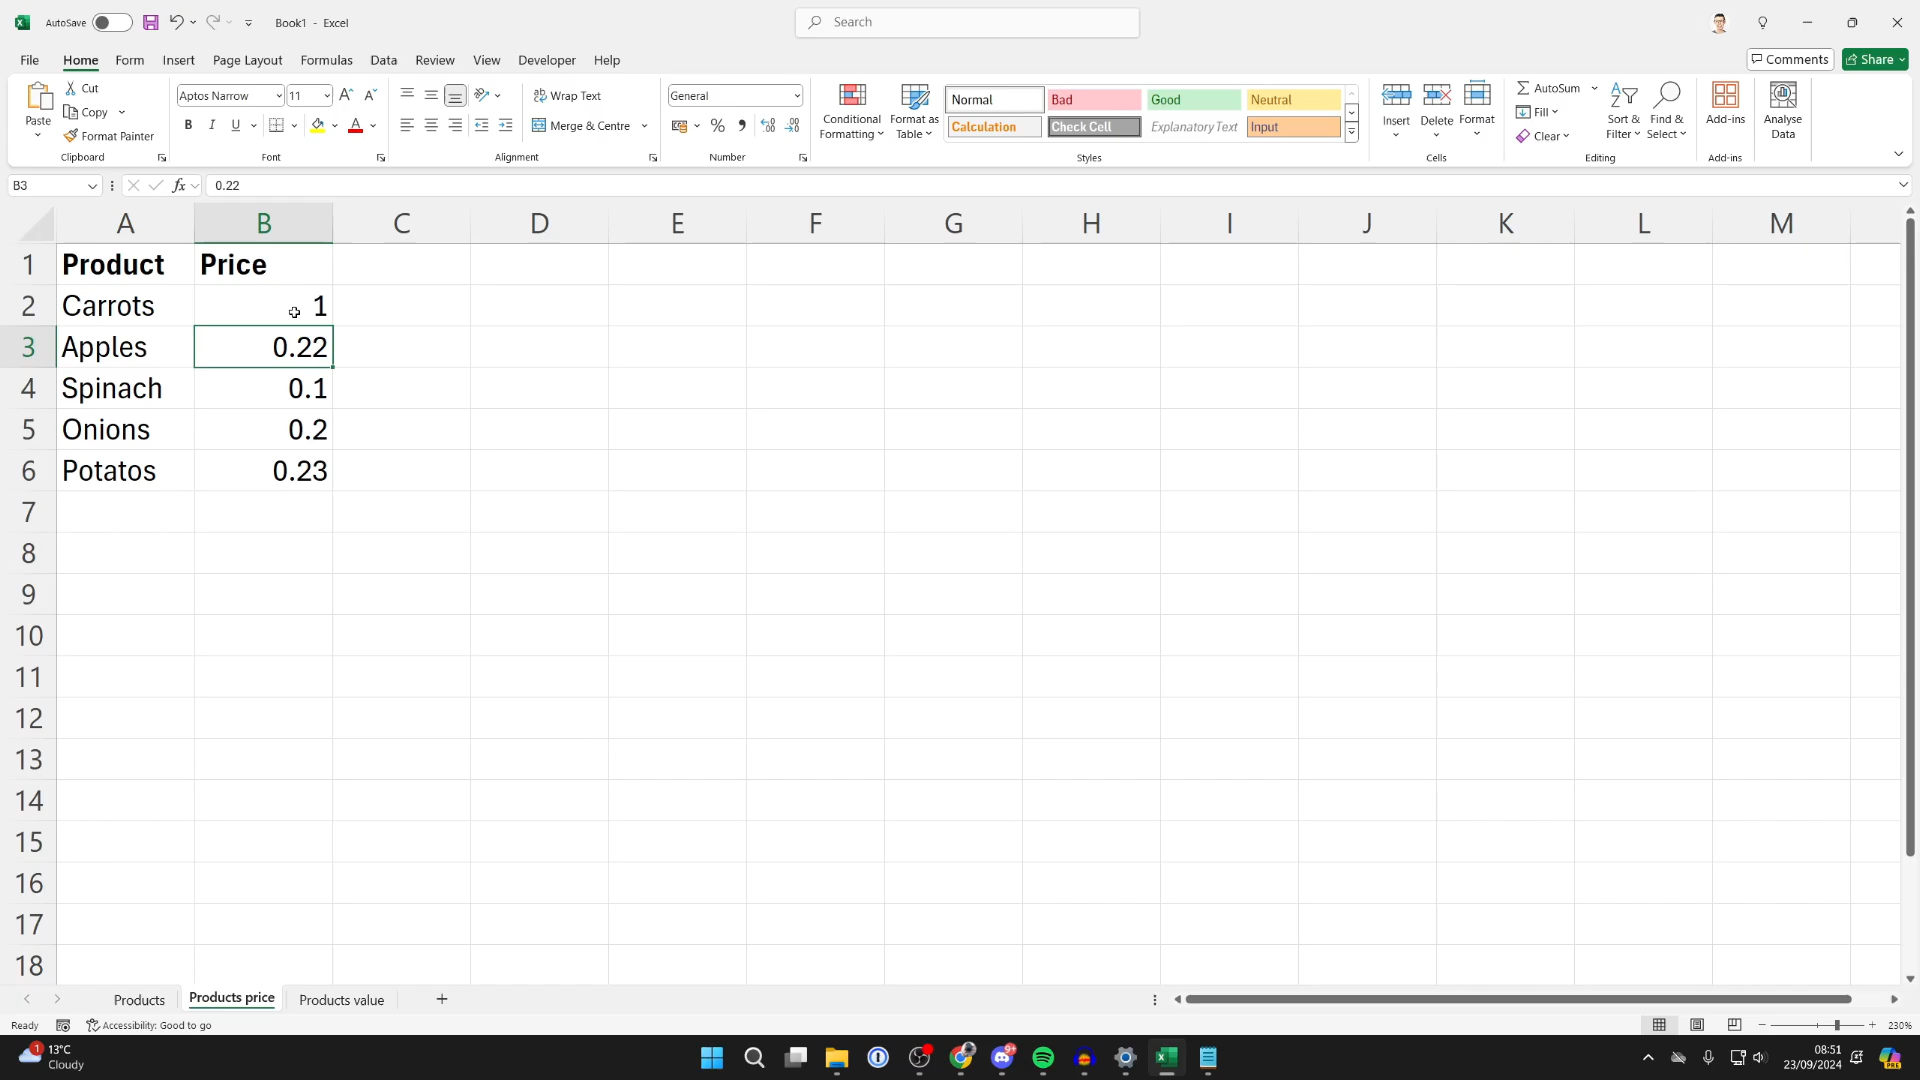 AutoSave Book1 - Excel Search
File Home Form Insert Page Layout Formulas Data Review View Developer Help Comments Share
Paste Cut Copy Format Painter Clipboard
Aptos Narrow 11 B I U Font
Wrap Text Merge & Centre Alignment
General % Number
Conditional Formatting Format as Table Normal Bad Good Neutral
Calculation Check Cell Explanatory Text Input
Styles
Insert Delete Format Cells
AutoSum Fill Clear Sort & Filter Find & Select Editing
Add-ins Add-ins
Analyse Data
B3 fx 0.22
A B C D E F G H I J K L M
1 Product Price
2 Carrots 1
3 Apples 0.22
4 Spinach 0.1
5 Onions 0.2
6 Potatos 0.23
7
8
9
10
11
12
13
14
15
16
17
18
Products Products price Products value +
Ready Accessibility: Good to go 230%
1 13°C
Cloudy
9+
08:51
23/09/2024
PRE